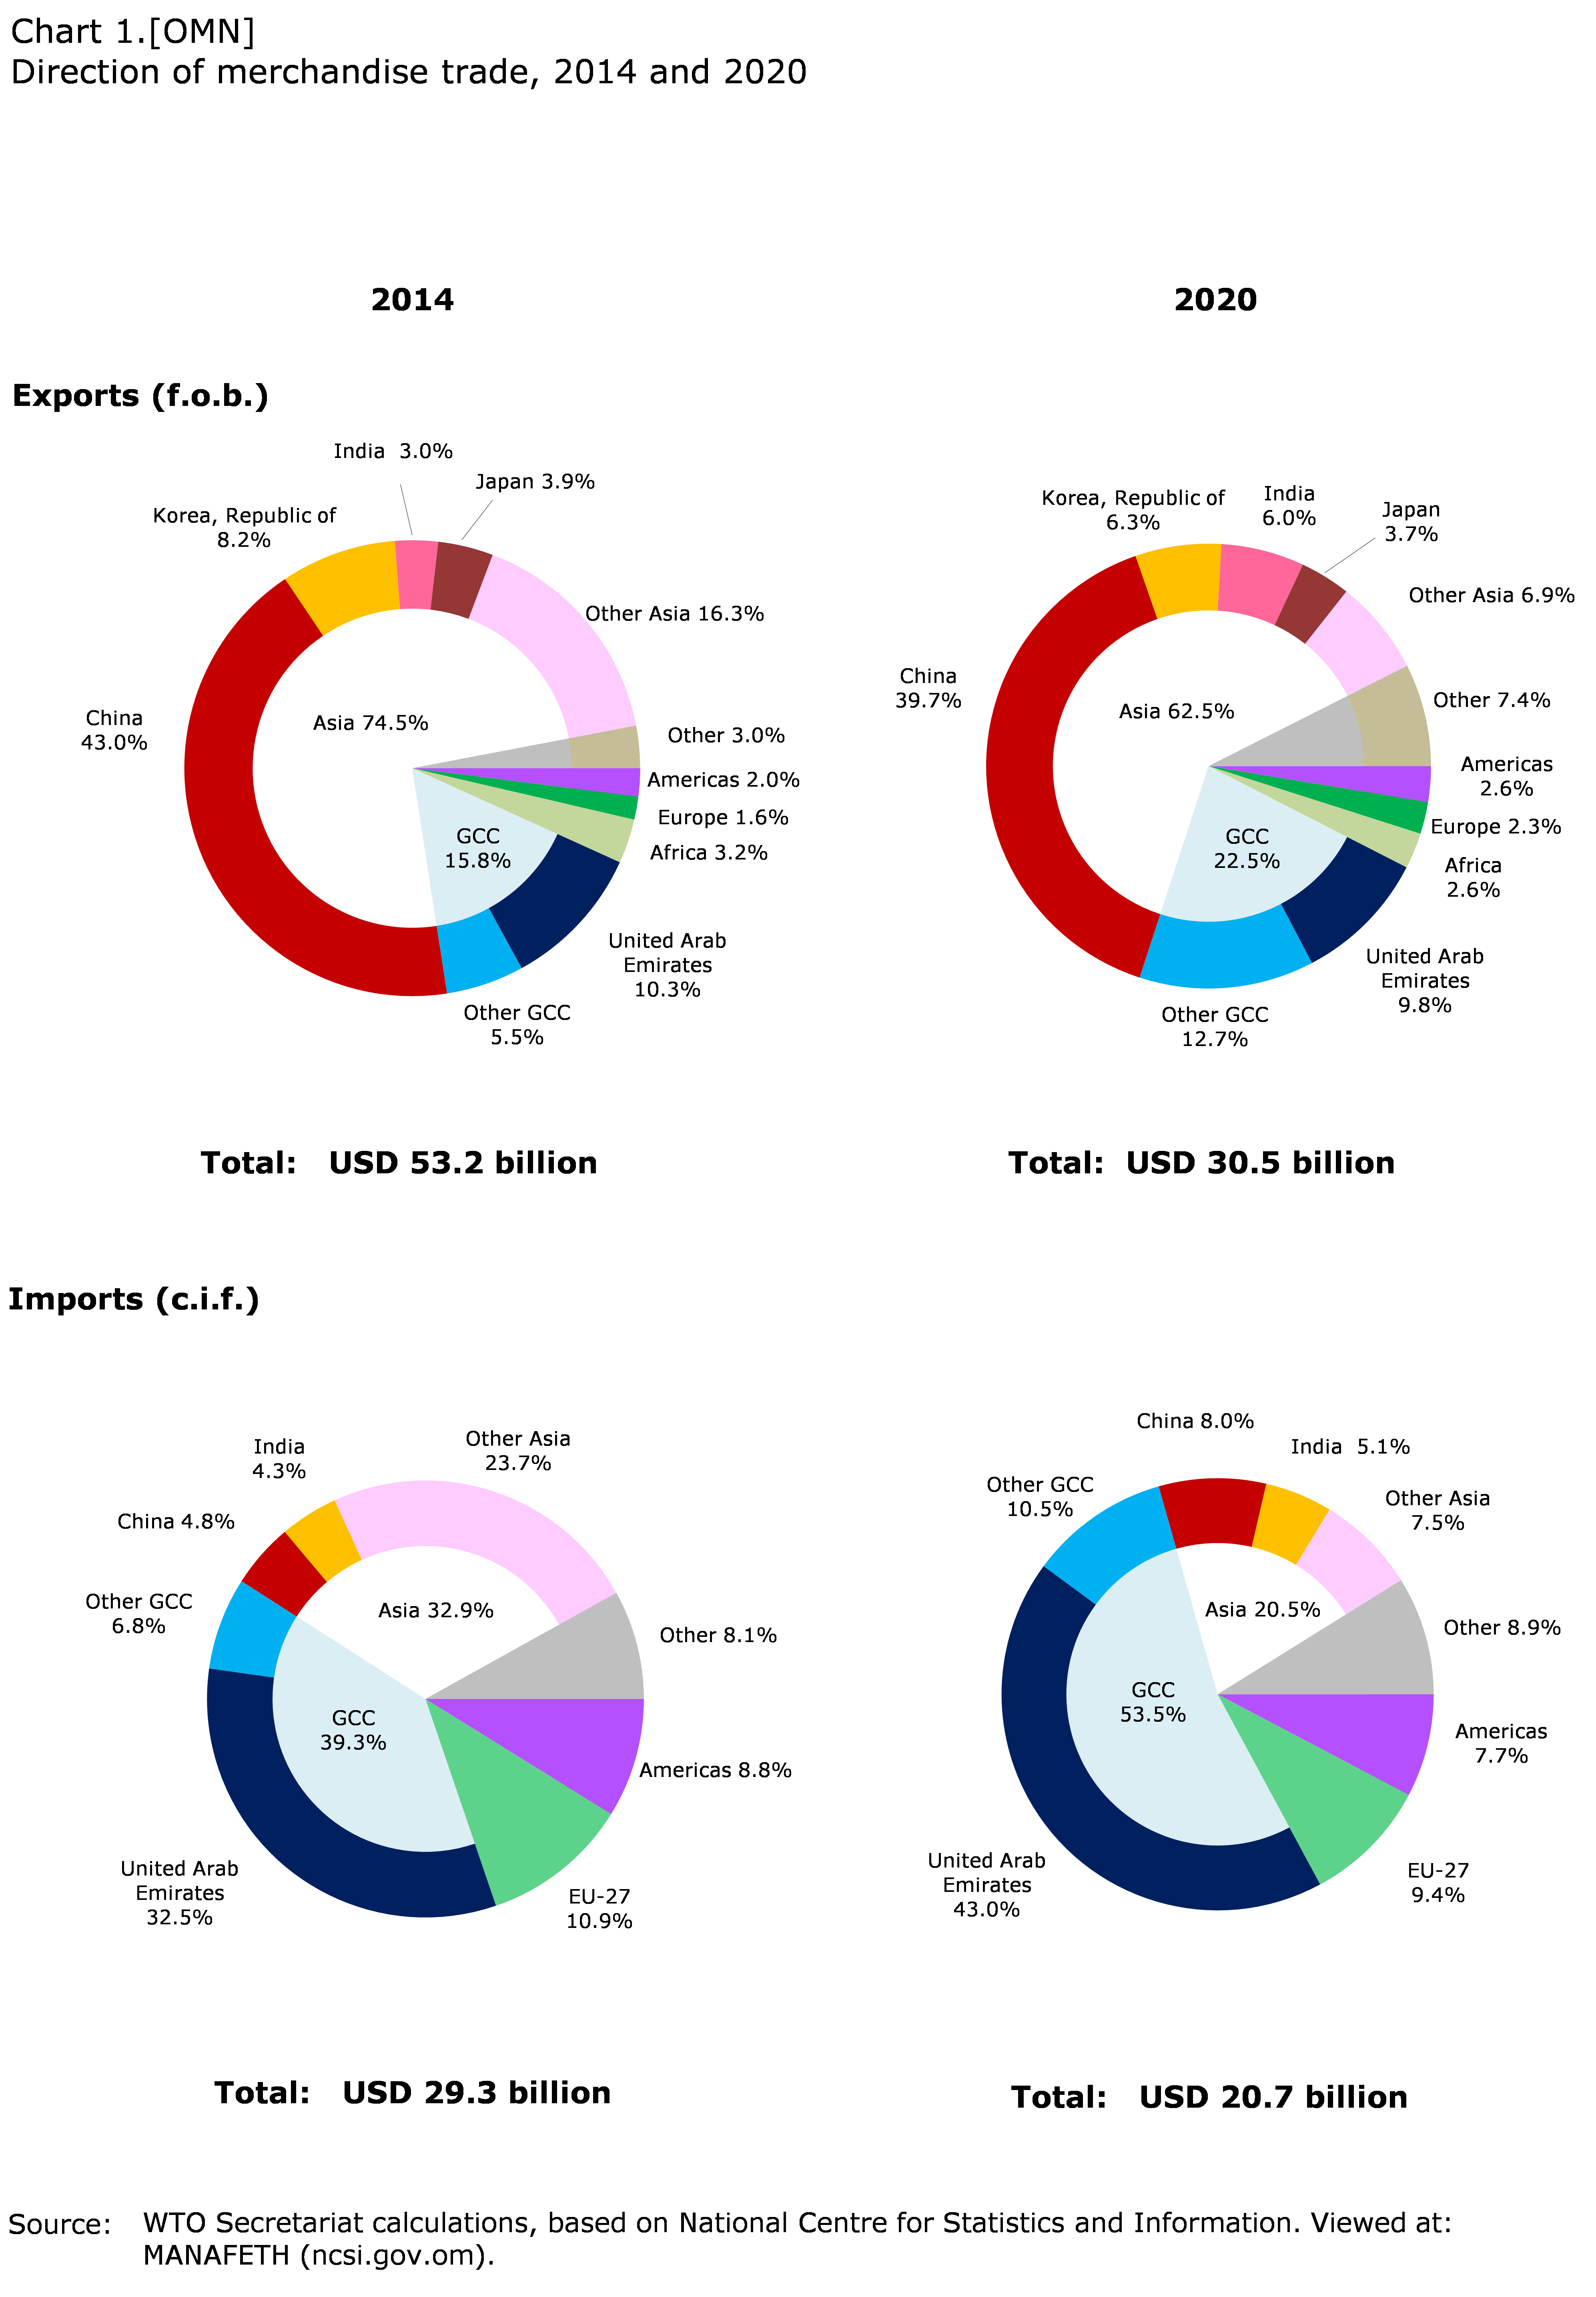 Chart 1.[OMN]
Direction of merchandise trade, 2014 and 2020
2014
2020
Exports (f.o.b.)
India 3.0%
Japan 3.9%
Korea, Republic of
8.2%
Other Asia 16.3%
China
43.0%
Asia 74.5%
Other 3.0%
Americas 2.0%
Europe 1.6%
Africa 3.2%
GCC
15.8%
United Arab
Emirates
10.3%
Other GCC
5.5%
Total: USD 53.2 billion
Korea, Republic of
6.3%
India
6.0%
Japan
3.7%
Other Asia 6.9%
China
39.7%
Asia 62.5%
Other 7.4%
Americas
2.6%
Europe 2.3%
Africa
2.6%
GCC
22.5%
United Arab
Emirates
9.8%
Other GCC
12.7%
Total: USD 30.5 billion
Imports (c.i.f.)
Other Asia
23.7%
India
4.3%
China 4.8%
Other GCC
6.8%
Asia 32.9%
Other 8.1%
GCC
39.3%
Americas 8.8%
United Arab
Emirates
32.5%
EU-27
10.9%
Total: USD 29.3 billion
China 8.0%
India 5.1%
Other GCC
10.5%
Other Asia
7.5%
Asia 20.5%
Other 8.9%
GCC
53.5%
Americas
7.7%
United Arab
Emirates
43.0%
EU-27
9.4%
Total: USD 20.7 billion
Source: WTO Secretariat calculations, based on National Centre for Statistics and Information. Viewed at:
MANAFETH (ncsi.gov.om).